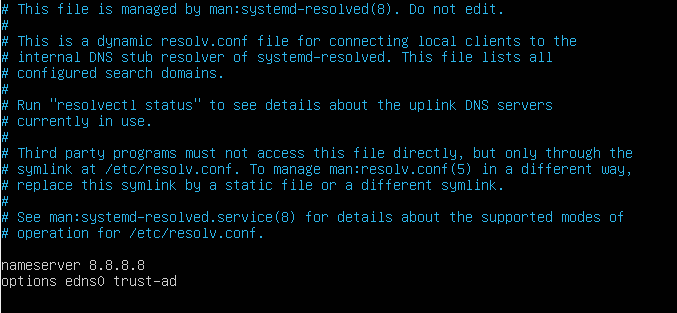 # This file is managed by man:systemd-resolved(8). Do not edit.
#
# This is a dynamic resolv.conf file for connecting local clients to the
# internal DNS stub resolver of systemd-resolved. This file lists all
# configured search domains.
#
# Run "resolvectl status" to see details about the uplink DNS servers
# currently in use.
#
# Third party programs must not access this file directly, but only through the
# symlink at /etc/resolv.conf. To manage man:resolv.conf(5) in a different way,
# replace this symlink by a static file or a different symlink.
#
# See man:systemd-resolved.service(8) for details about the supported modes of
# operation for /etc/resolv.conf.
nameserver 8.8.8.8
options edns0 trust-ad